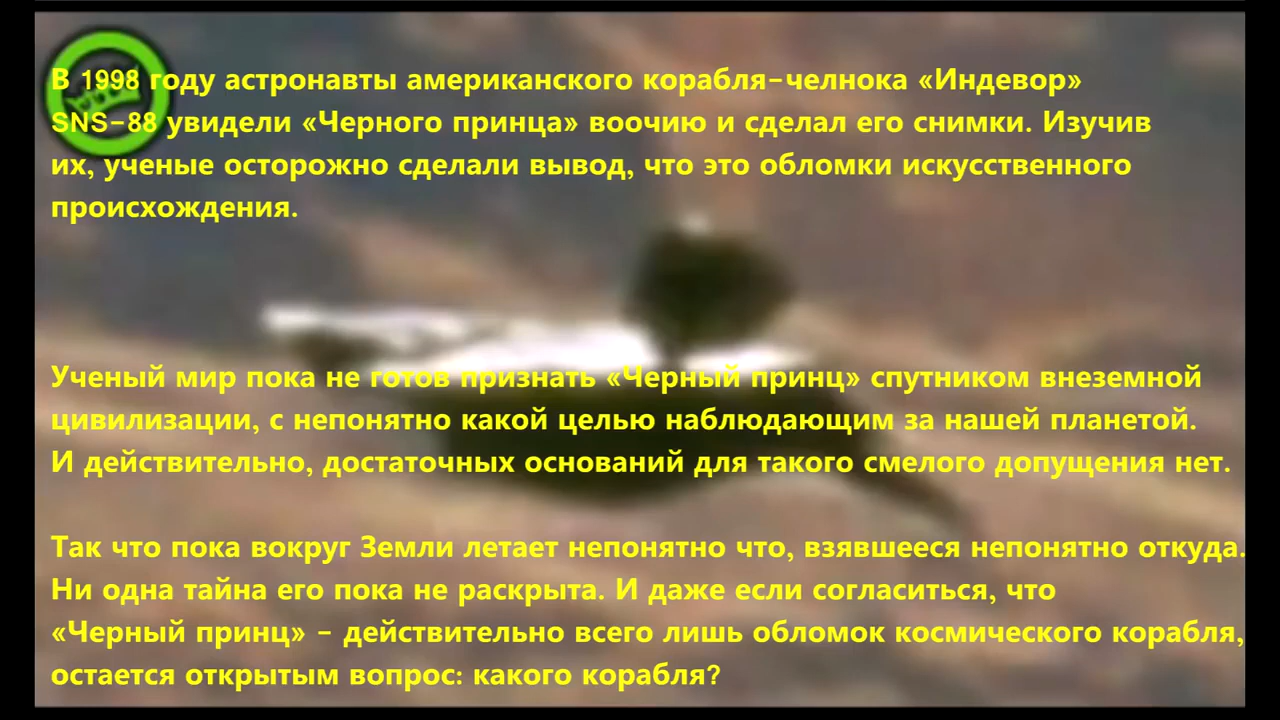 В 1998 году астронавты американского корабля-челнока «Индевор»
SNS-88 увидели «Черного принца» воочию и сделал его снимки. Изучив
их, ученые осторожно сделали вывод, что это обломки искусственного
происхождения.
Ученый мир пока не готов признать «Черный принц» спутником внеземной
цивилизации, с непонятно какой целью наблюдающим за нашей планетой.
И действительно, достаточных оснований для такого смелого допущения нет.
Так что пока вокруг Земли летает непонятно что, взявшееся непонятно откуда.
Ни одна тайна его пока не раскрыта. И даже если согласиться, что
«Черный принц» - действительно всего лишь обломок космического корабля,
остается открытым вопрос: какого корабля?